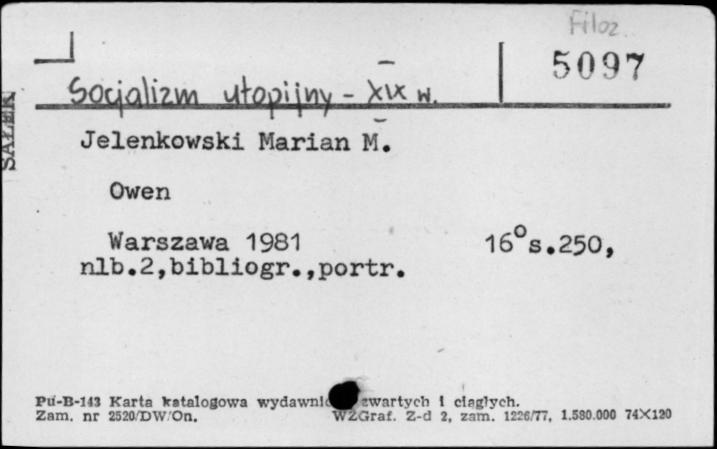 Filoz.
5097
Socjalizm utopijny - XIX w.
SAŁEK
Jelenkowski Marian M.
Owen
Warszawa 1981 16° s.250,
nlb.2,bibliogr.,portr.
Pu-B-143 Karta katalogowa wydawnic zwartych i ciągłych.
Zam. nr 2520/DW/On. WZGraf. Z-d 2, zam. 1226/77, 1.580.000 74X120